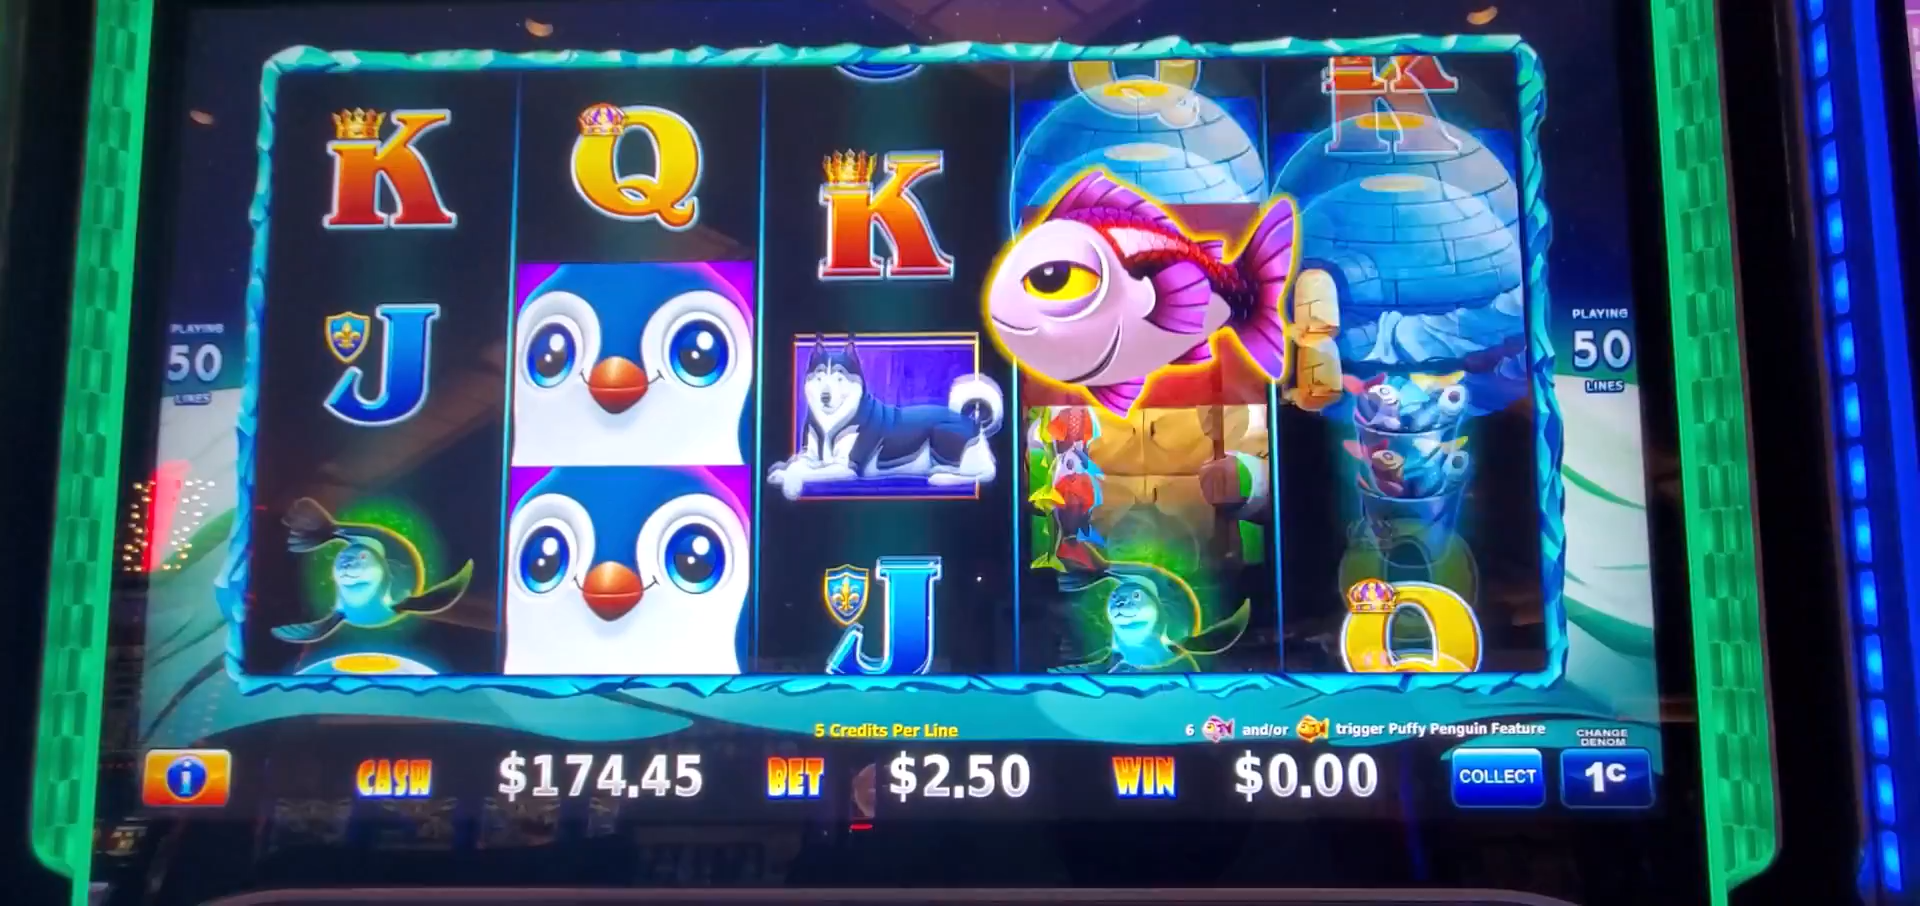 Q
K
K
Q
K
J
PLAYING
50
LINES
PLAYING
50
LINES
J
Q
5 Credits Per Line
6 and/or trigger Puffy Penguin Feature
CHANGE
DENOM
i
CASH $174.45
BET $2.50
WIN $0.00
COLLECT
1¢